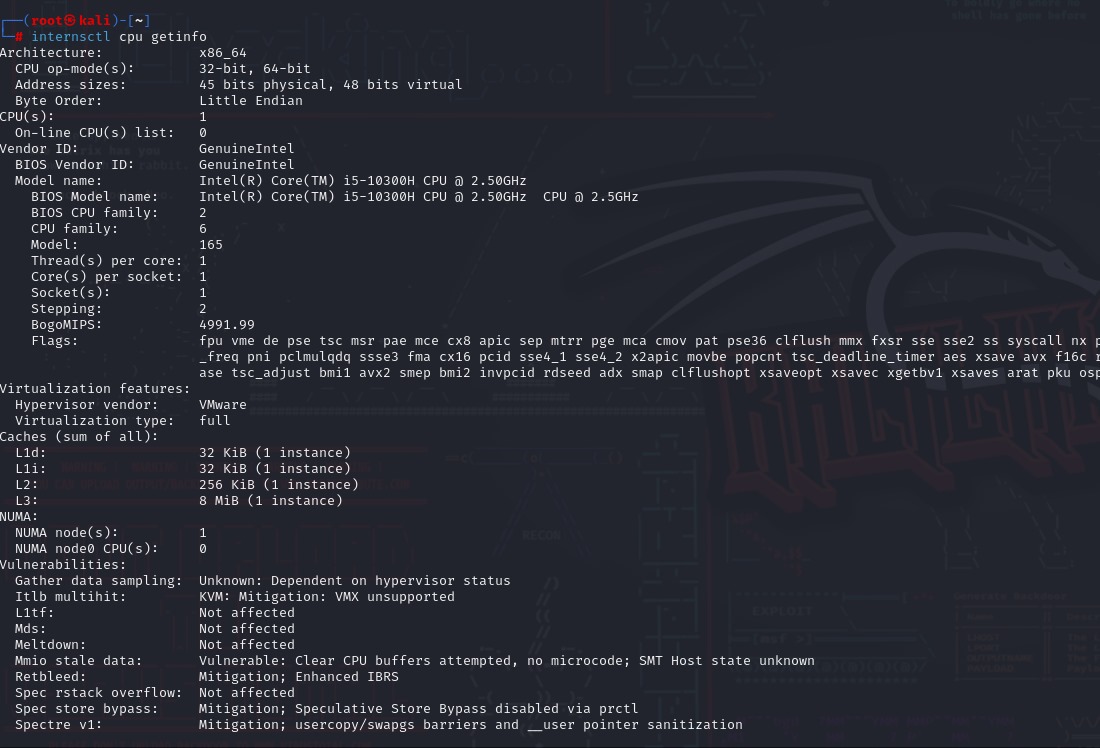 ┌──(root㉿kali)-[~]
└─# internsctl cpu getinfo
Architecture:            x86_64
  CPU op-mode(s):        32-bit, 64-bit
  Address sizes:         45 bits physical, 48 bits virtual
  Byte Order:            Little Endian
CPU(s):                  1
  On-line CPU(s) list:   0
Vendor ID:               GenuineIntel
  BIOS Vendor ID:        GenuineIntel
  Model name:            Intel(R) Core(TM) i5-10300H CPU @ 2.50GHz
    BIOS Model name:     Intel(R) Core(TM) i5-10300H CPU @ 2.50GHz  CPU @ 2.5GHz
    BIOS CPU family:     2
    CPU family:          6
    Model:               165
    Thread(s) per core:  1
    Core(s) per socket:  1
    Socket(s):           1
    Stepping:            2
    BogoMIPS:            4991.99
    Flags:               fpu vme de pse tsc msr pae mce cx8 apic sep mtrr pge mca cmov pat pse36 clflush mmx fxsr sse sse2 ss syscall nx p
                         _freq pni pclmulqdq ssse3 fma cx16 pcid sse4_1 sse4_2 x2apic movbe popcnt tsc_deadline_timer aes xsave avx f16c r
                         ase tsc_adjust bmi1 avx2 smep bmi2 invpcid rdseed adx smap clflushopt xsaveopt xsavec xgetbv1 xsaves arat pku osp
Virtualization features:
  Hypervisor vendor:     VMware
  Virtualization type:   full
Caches (sum of all):
  L1d:                   32 KiB (1 instance)
  L1i:                   32 KiB (1 instance)
  L2:                    256 KiB (1 instance)
  L3:                    8 MiB (1 instance)
NUMA:
  NUMA node(s):          1
  NUMA node0 CPU(s):     0
Vulnerabilities:
  Gather data sampling:  Unknown: Dependent on hypervisor status
  Itlb multihit:         KVM: Mitigation: VMX unsupported
  L1tf:                  Not affected
  Mds:                   Not affected
  Meltdown:              Not affected
  Mmio stale data:       Vulnerable: Clear CPU buffers attempted, no microcode; SMT Host state unknown
  Retbleed:              Mitigation; Enhanced IBRS
  Spec rstack overflow:  Not affected
  Spec store bypass:     Mitigation; Speculative Store Bypass disabled via prctl
  Spectre v1:            Mitigation; usercopy/swapgs barriers and __user pointer sanitization
RECON
EXPLOIT